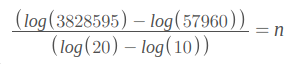 (log(3828595) − log(57960))
(log(20) − log(10)) = n